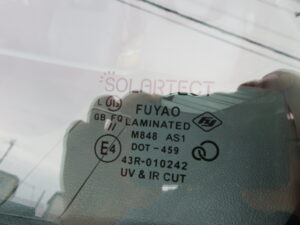 SOLARTECT
FUYAO
GB FQ LAMINATED
M848 AS1
E4 DOT-459
43R-010242
UV & IR CUT